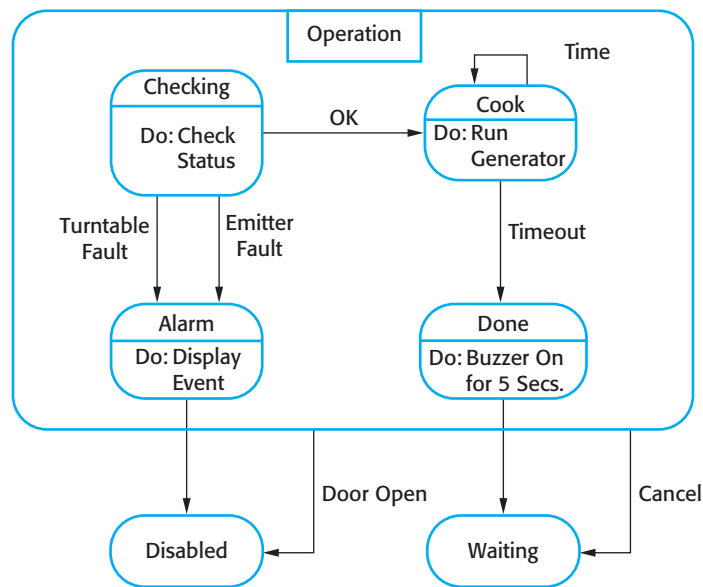 Operation
Time
Checking
Cook
OK
Do: Check
Status
Do: Run
Generator
Turntable
Fault
Emitter
Fault
Timeout
Alarm
Done
Do: Display
Event
Do: Buzzer On
for 5 Secs.
Door Open
Cancel
Disabled
Waiting